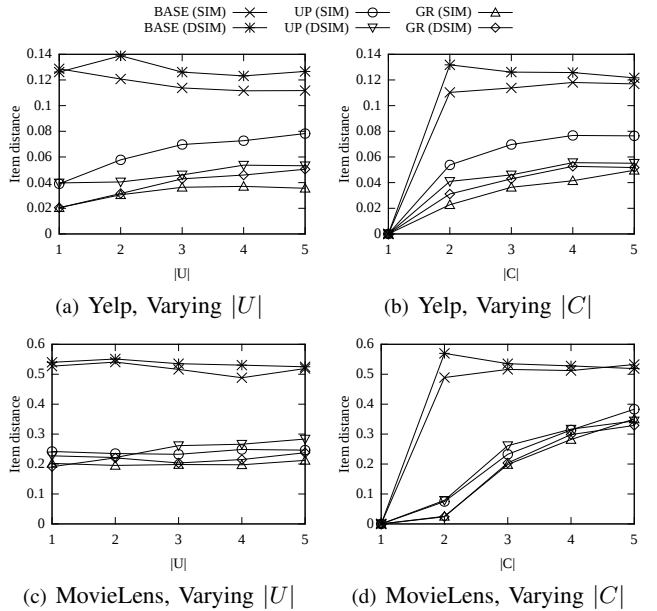 BASE (SIM) UP (SIM) GR (SIM)
BASE (DSIM) UP (DSIM) GR (DSIM)
0.14
0.12
0.1
0.08
0.06
0.04
0.02
0
Item distance
1 2 3 4 5
|U|
(a) Yelp, Varying |U|
0.14
0.12
0.1
0.08
0.06
0.04
0.02
0
Item distance
1 2 3 4 5
|C|
(b) Yelp, Varying |C|
0.6
0.5
0.4
0.3
0.2
0.1
0
Item distance
1 2 3 4 5
|U|
(c) MovieLens, Varying |U|
0.6
0.5
0.4
0.3
0.2
0.1
0
Item distance
1 2 3 4 5
|C|
(d) MovieLens, Varying |C|